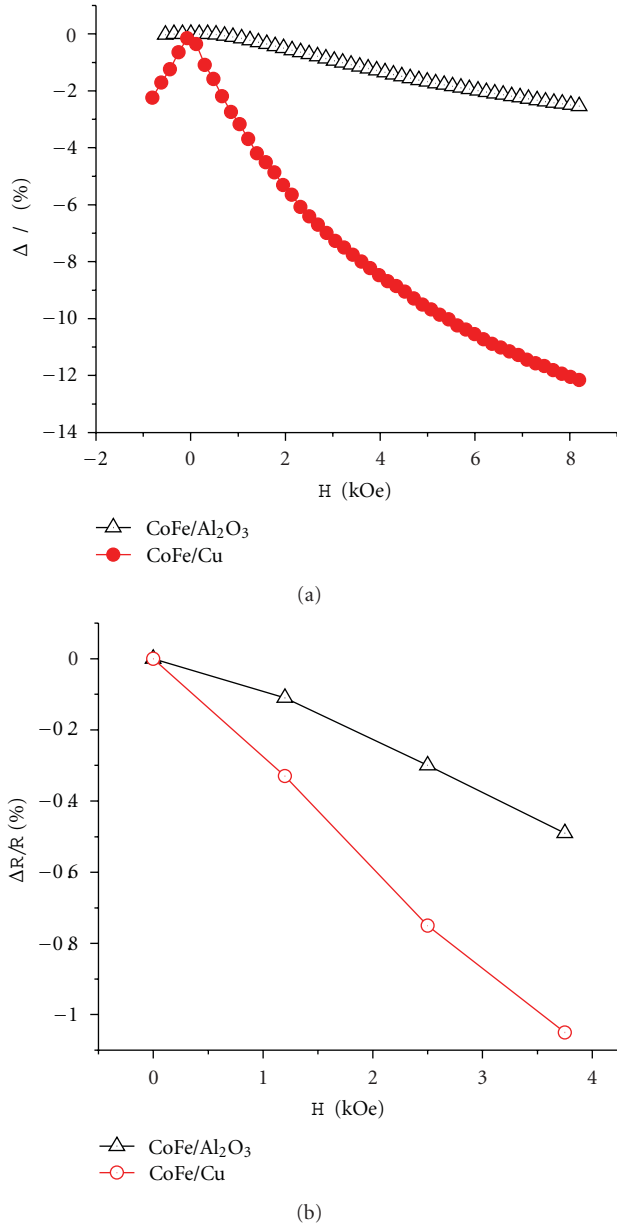 0
−2
−4
−6
−8
−10
−12
−14
Δ / (%)
−2 0 2 4 6 8
H (kOe)
CoFe/Al₂O₃
CoFe/Cu
(a)
0
−0.2
−0.4
−0.6
−0.8
−1
ΔR/R (%)
0 1 2 3 4
H (kOe)
CoFe/Al₂O₃
CoFe/Cu
(b)